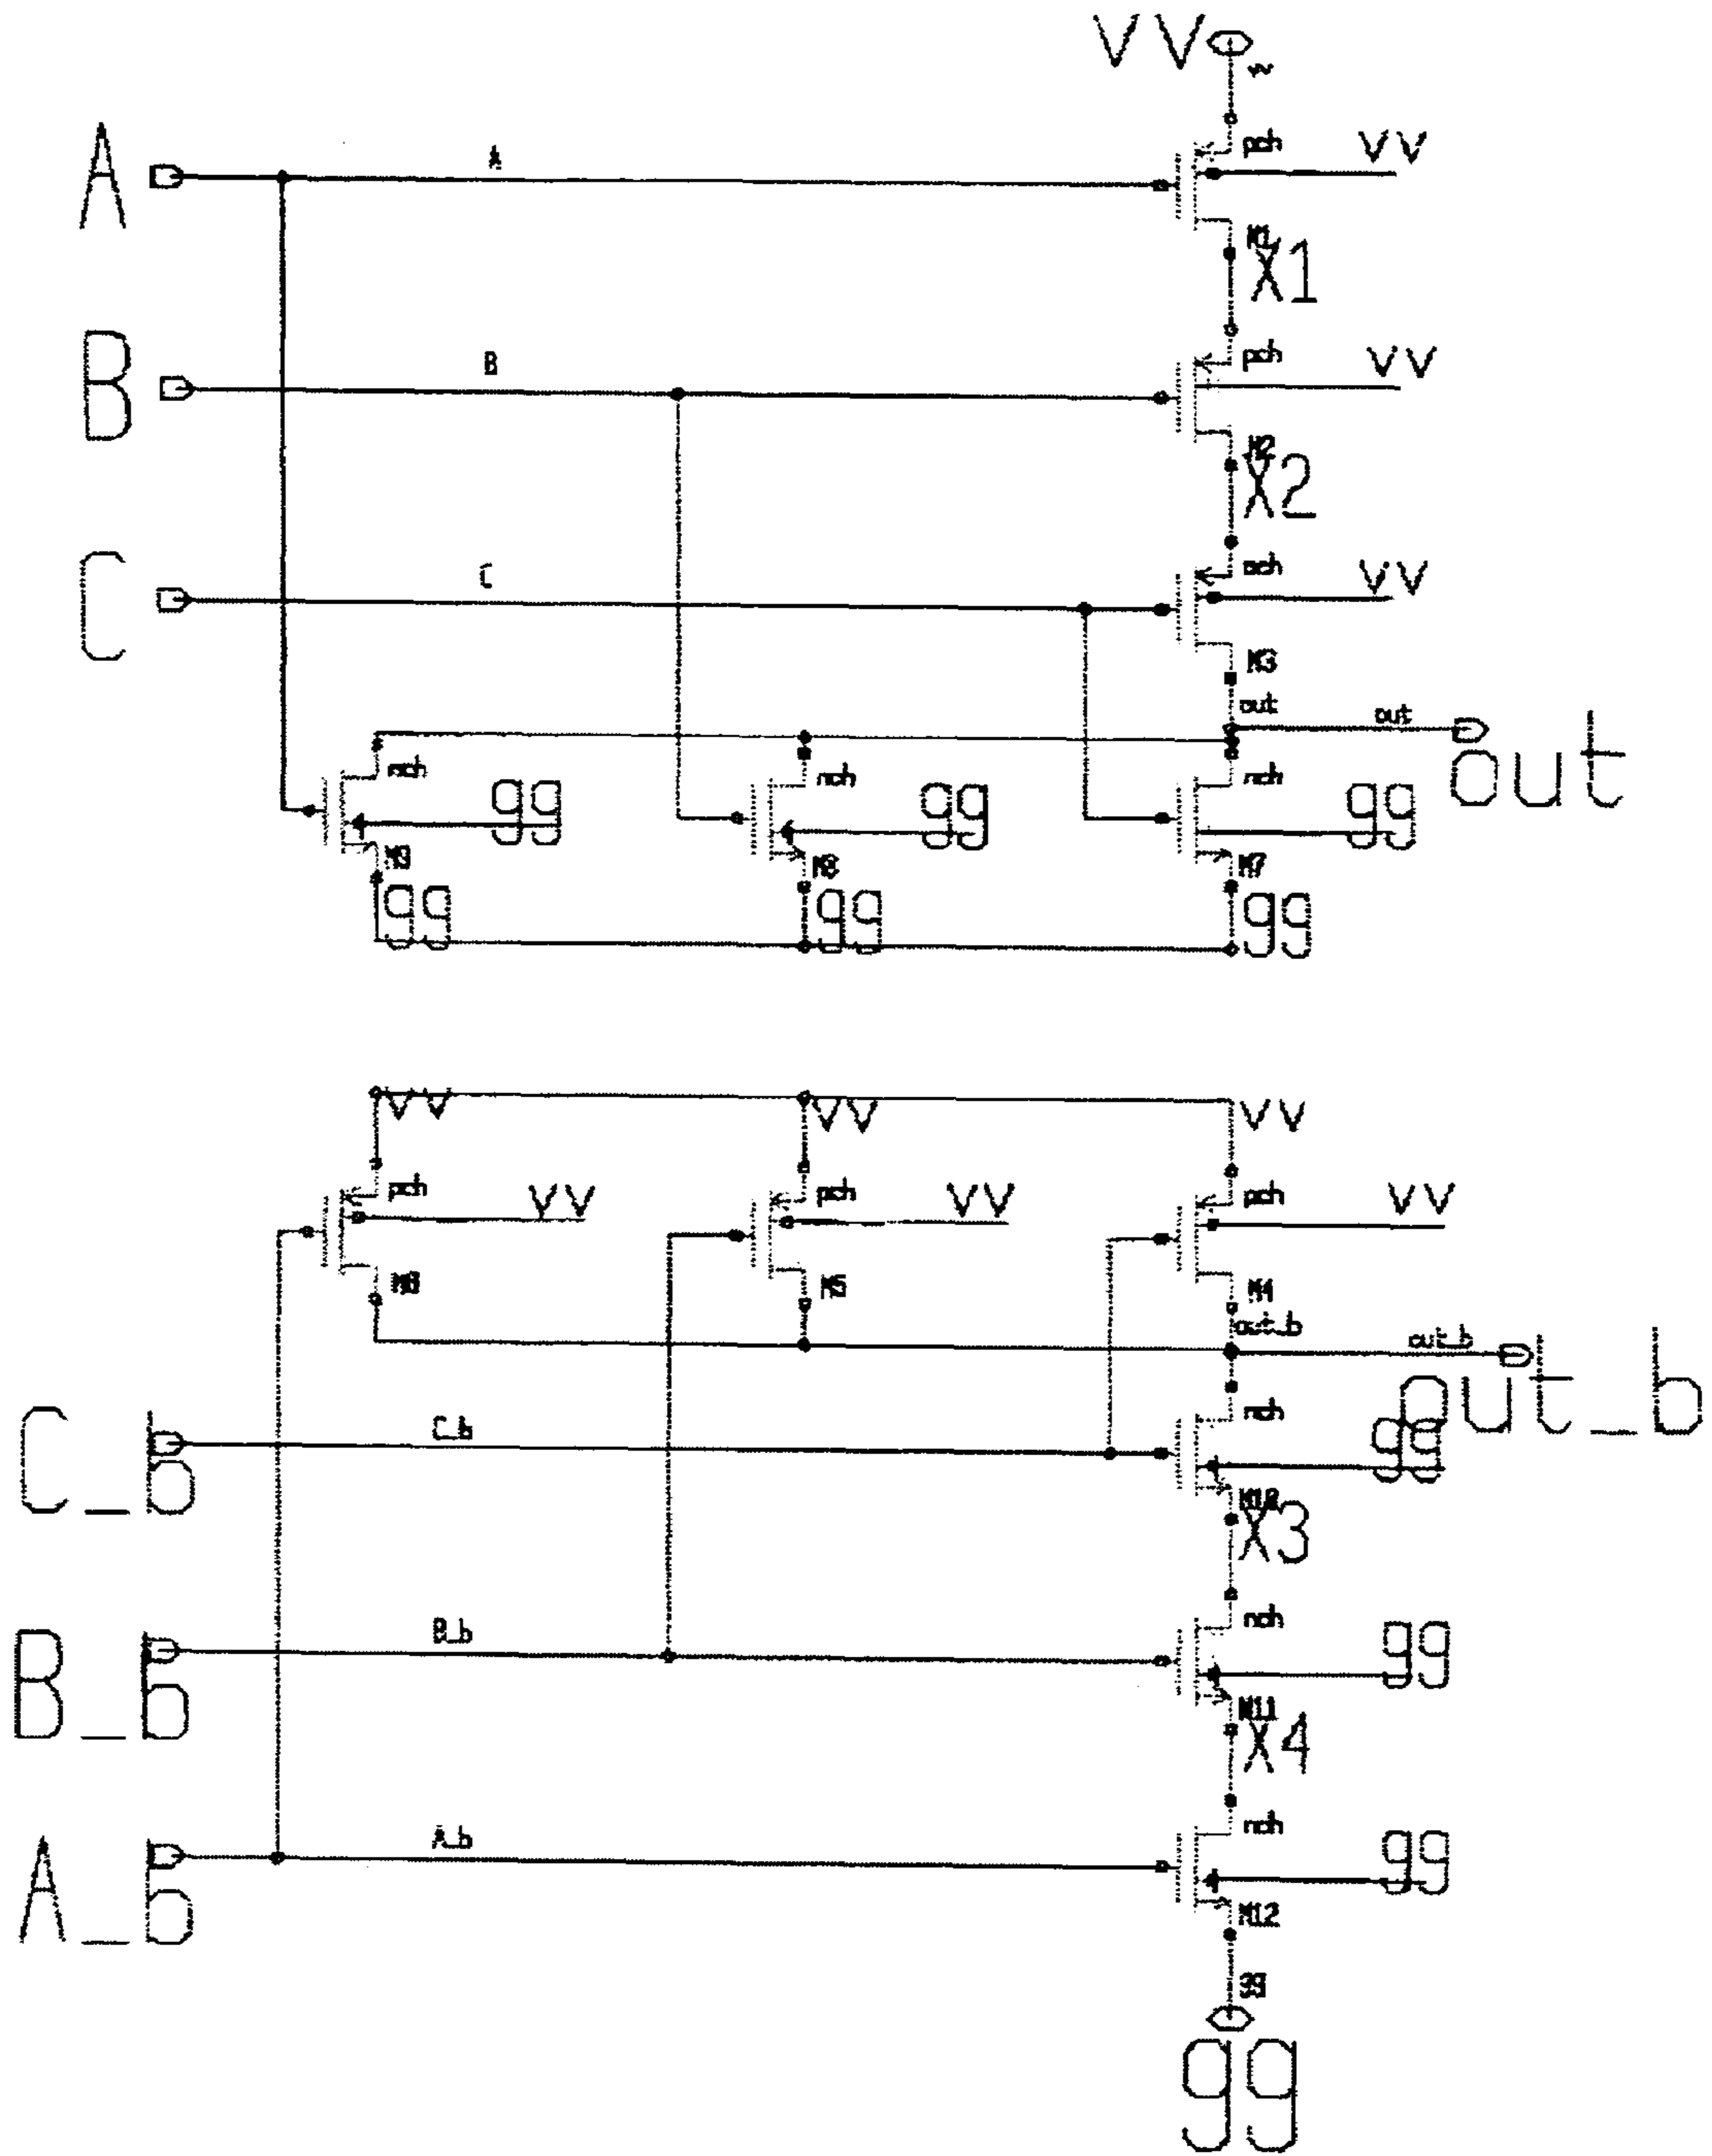 VV
pch VV
A A
M1
X1
pch VV
B B
M2
X2
pch VV
C C
M3
out
out
out
nch gg nch gg nch gg
M9 M8 M7
gg gg gg
VV VV VV
pch VV pch VV pch VV
M6 M5 M4
out_b
out_b
out_b
nch
C_b C_b gg
M10
X3
nch
B_b B_b gg
M11
X4
nch
A_b A_b gg
M12
gg
gg